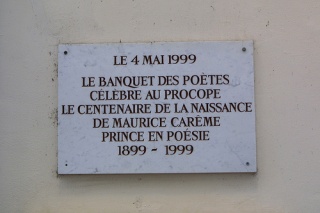 LE 4 MAI 1999
LE BANQUET DES POÈTES
CÉLÈBRE AU PROCOPE
LE CENTENAIRE DE LA NAISSANCE
DE MAURICE CARÊME
PRINCE EN POÉSIE
1899 - 1999